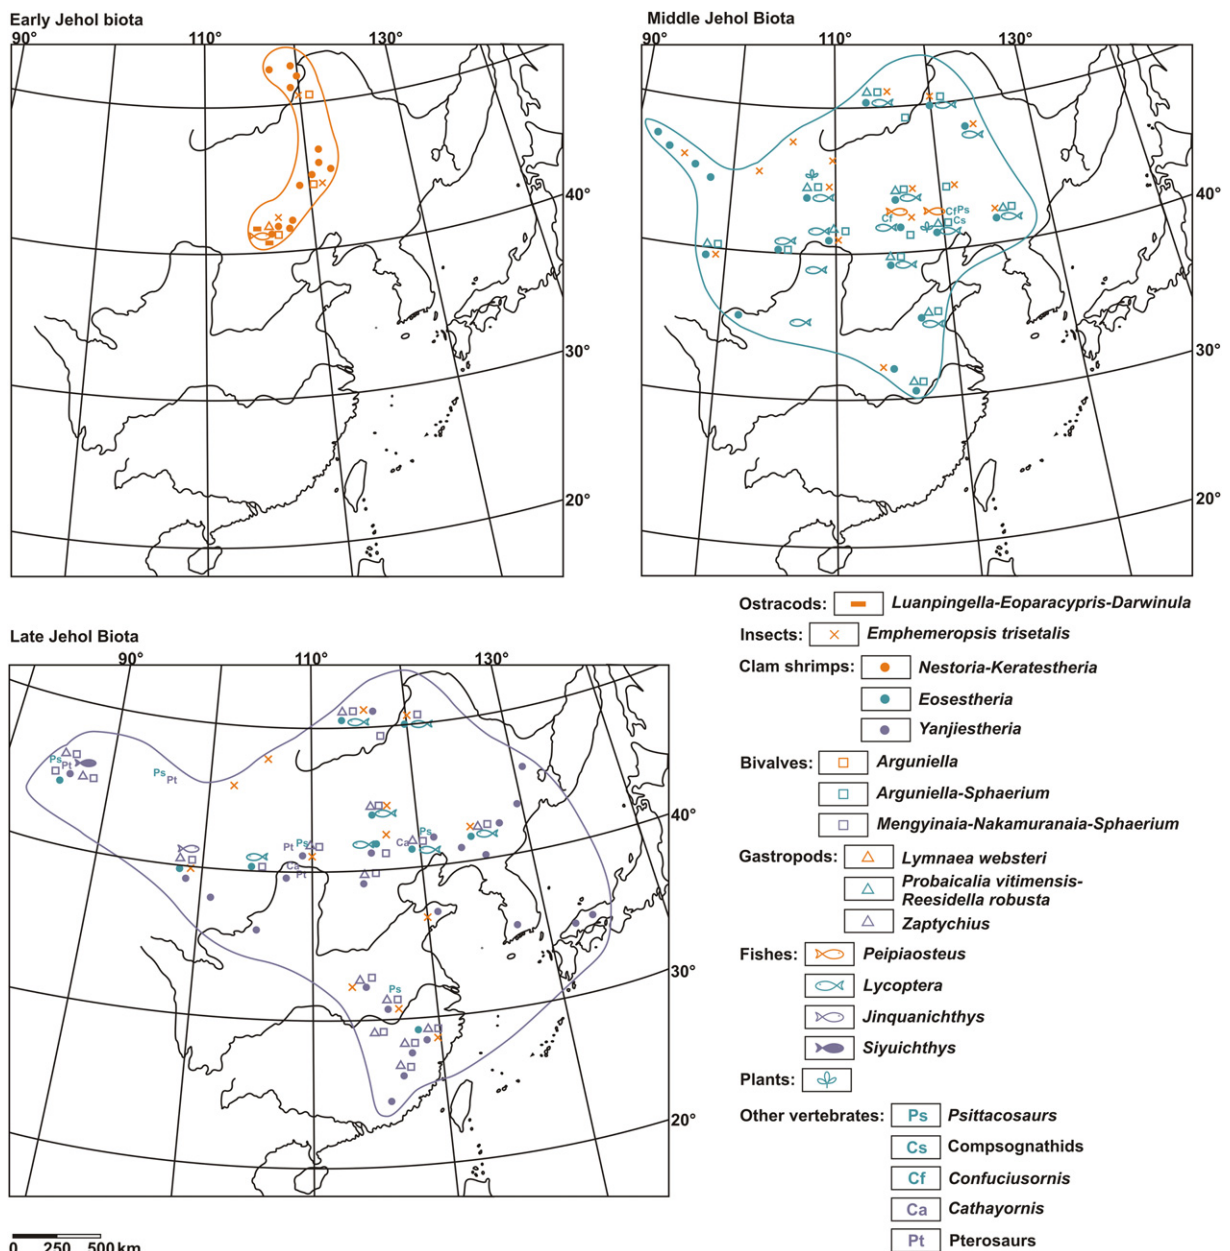 Early Jehol biota
90°
110°
130°
40°
30°
20°
Middle Jehol Biota
90°
110°
130°
Cf Ps
Cf
Cs
40°
30°
20°
Late Jehol Biota
90°
110°
130°
Ps
Pt
Ps
Pt
Pt Ps
Ca
Pt
Ca
Ps
Ps
40°
30°
20°
0 250 500 km
Ostracods: Luanpingella-Eoparacypris-Darwinula
Insects: Emphemeropsis trisetalis
Clam shrimps: Nestoria-Keratestheria
Eosestheria
Yanjiestheria
Bivalves: Arguniella
Arguniella-Sphaerium
Mengyinaia-Nakamuranaia-Sphaerium
Gastropods: Lymnaea websteri
Probaicalia vitimensis-
Reesidella robusta
Zaptychius
Fishes: Peipiaosteus
Lycoptera
Jinquanichthys
Siyuichthys
Plants:
Other vertebrates: Ps Psittacosaurs
Cs Compsognathids
Cf Confuciusornis
Ca Cathayornis
Pt Pterosaurs